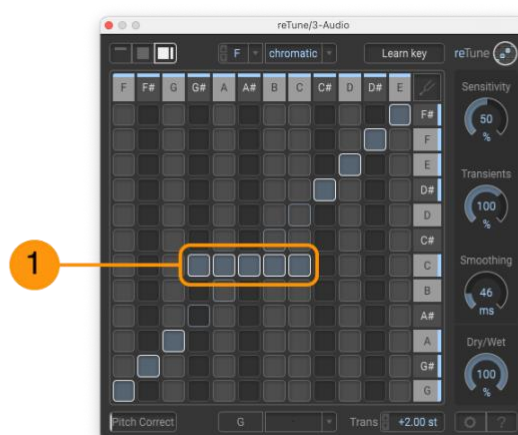 reTune/3-Audio
F chromatic Learn key reTune
F F# G G# A A# B C C# D D# E
F#
F
E
D#
D
C#
C
B
A#
A
G#
G
Sensitivity
50
%
Transients
100
%
Smoothing
46
ms
Dry/Wet
100
%
1
Pitch Correct G Trans +2.00 st ?